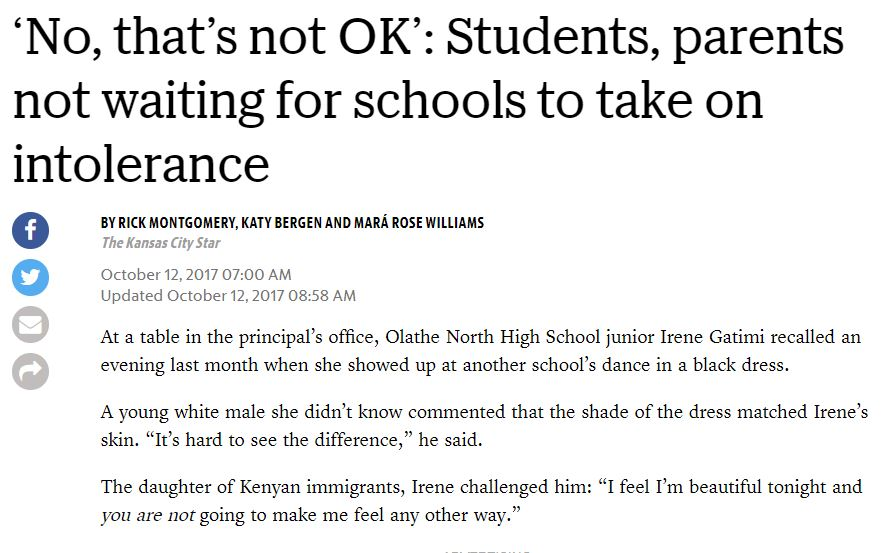 ‘No, that’s not OK’: Students, parents
not waiting for schools to take on
intolerance
BY RICK MONTGOMERY, KATY BERGEN AND MARÁ ROSE WILLIAMS
The Kansas City Star
October 12, 2017 07:00 AM
Updated October 12, 2017 08:58 AM
At a table in the principal’s office, Olathe North High School junior Irene Gatimi recalled an
evening last month when she showed up at another school’s dance in a black dress.
A young white male she didn’t know commented that the shade of the dress matched Irene’s
skin. “It’s hard to see the difference,” he said.
The daughter of Kenyan immigrants, Irene challenged him: “I feel I’m beautiful tonight and
you are not going to make me feel any other way.”